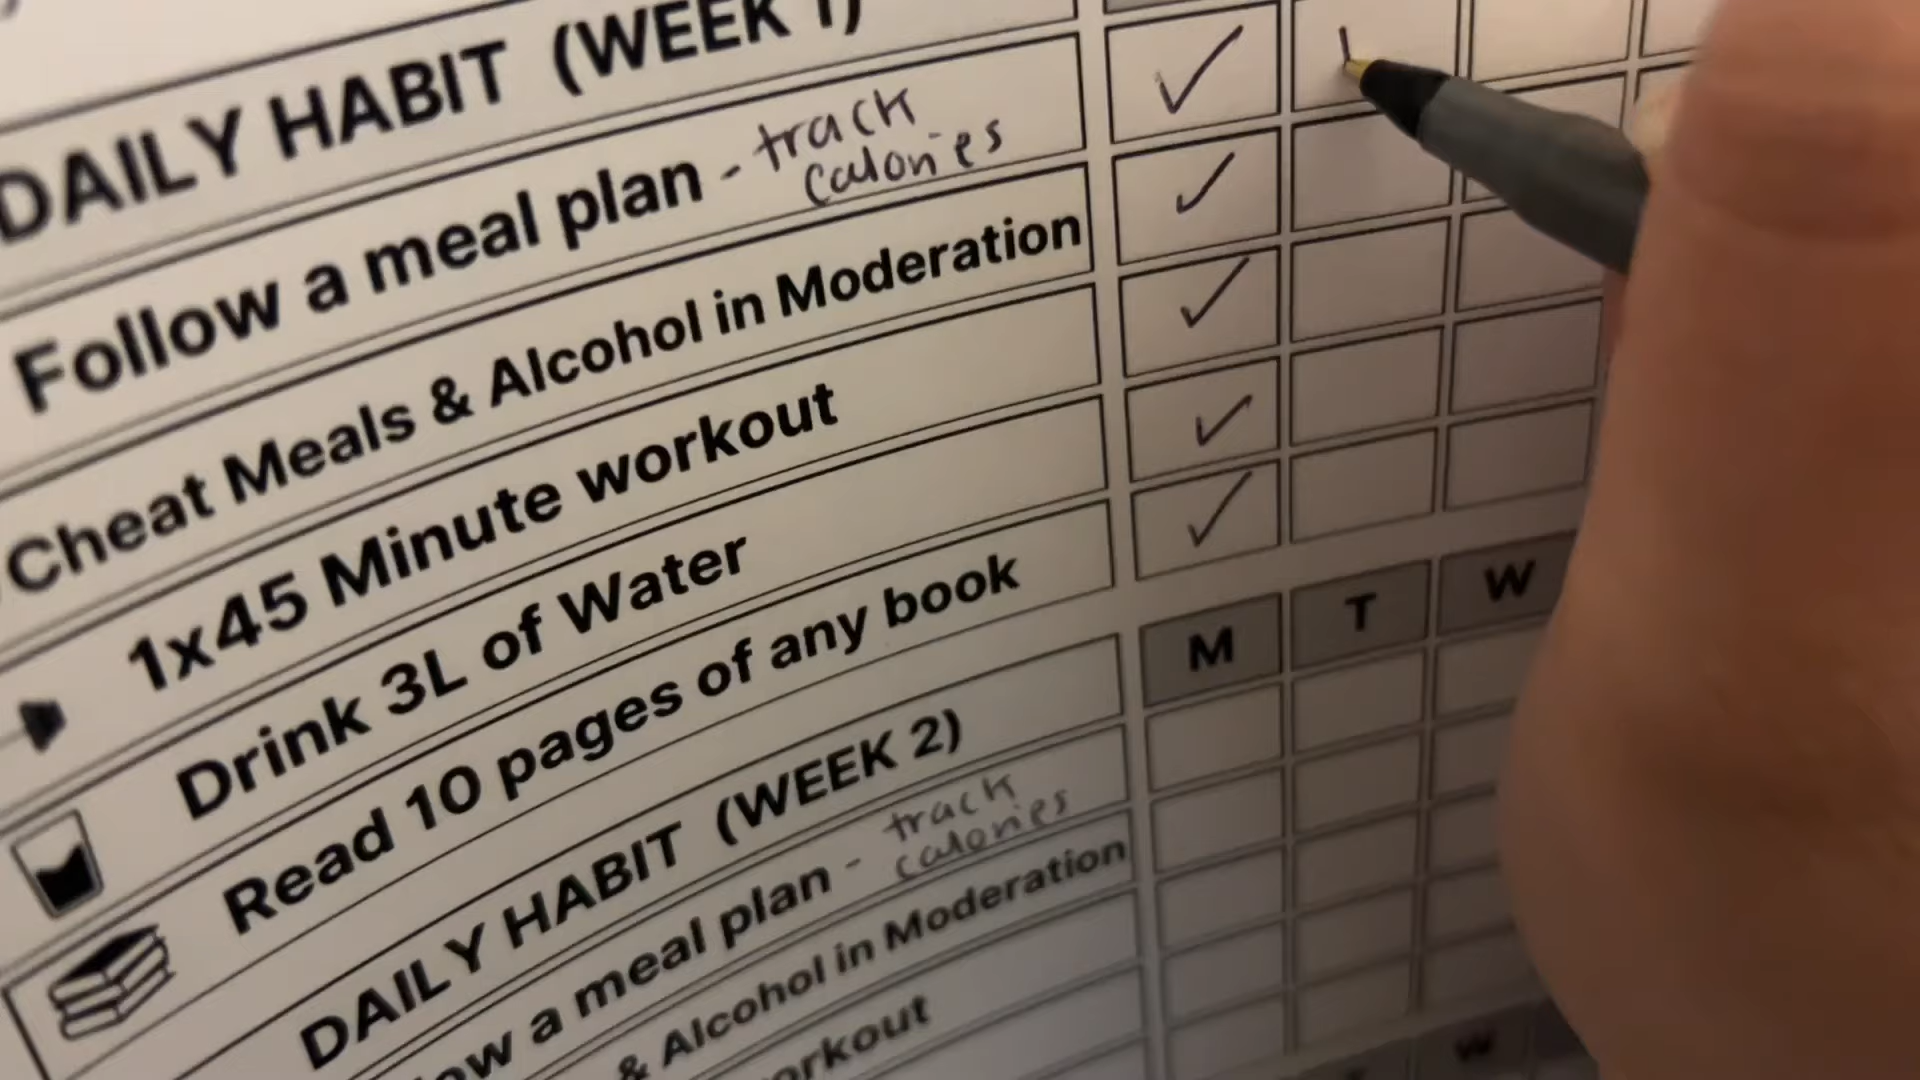 DAILY HABIT (WEEK 1)
Follow a meal plan - track
calories
Cheat Meals & Alcohol in Moderation
1x45 Minute workout
Drink 3L of Water
Read 10 pages of any book
DAILY HABIT (WEEK 2) M T W
a meal plan - track
calories
& Alcohol in Moderation
W